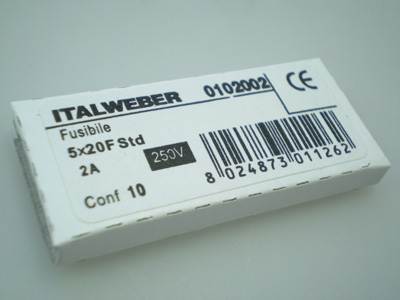 ITALWEBER 0102002 CE
Fusibile
5x20F Std
2A 250V
Conf 10
8 024873 011262